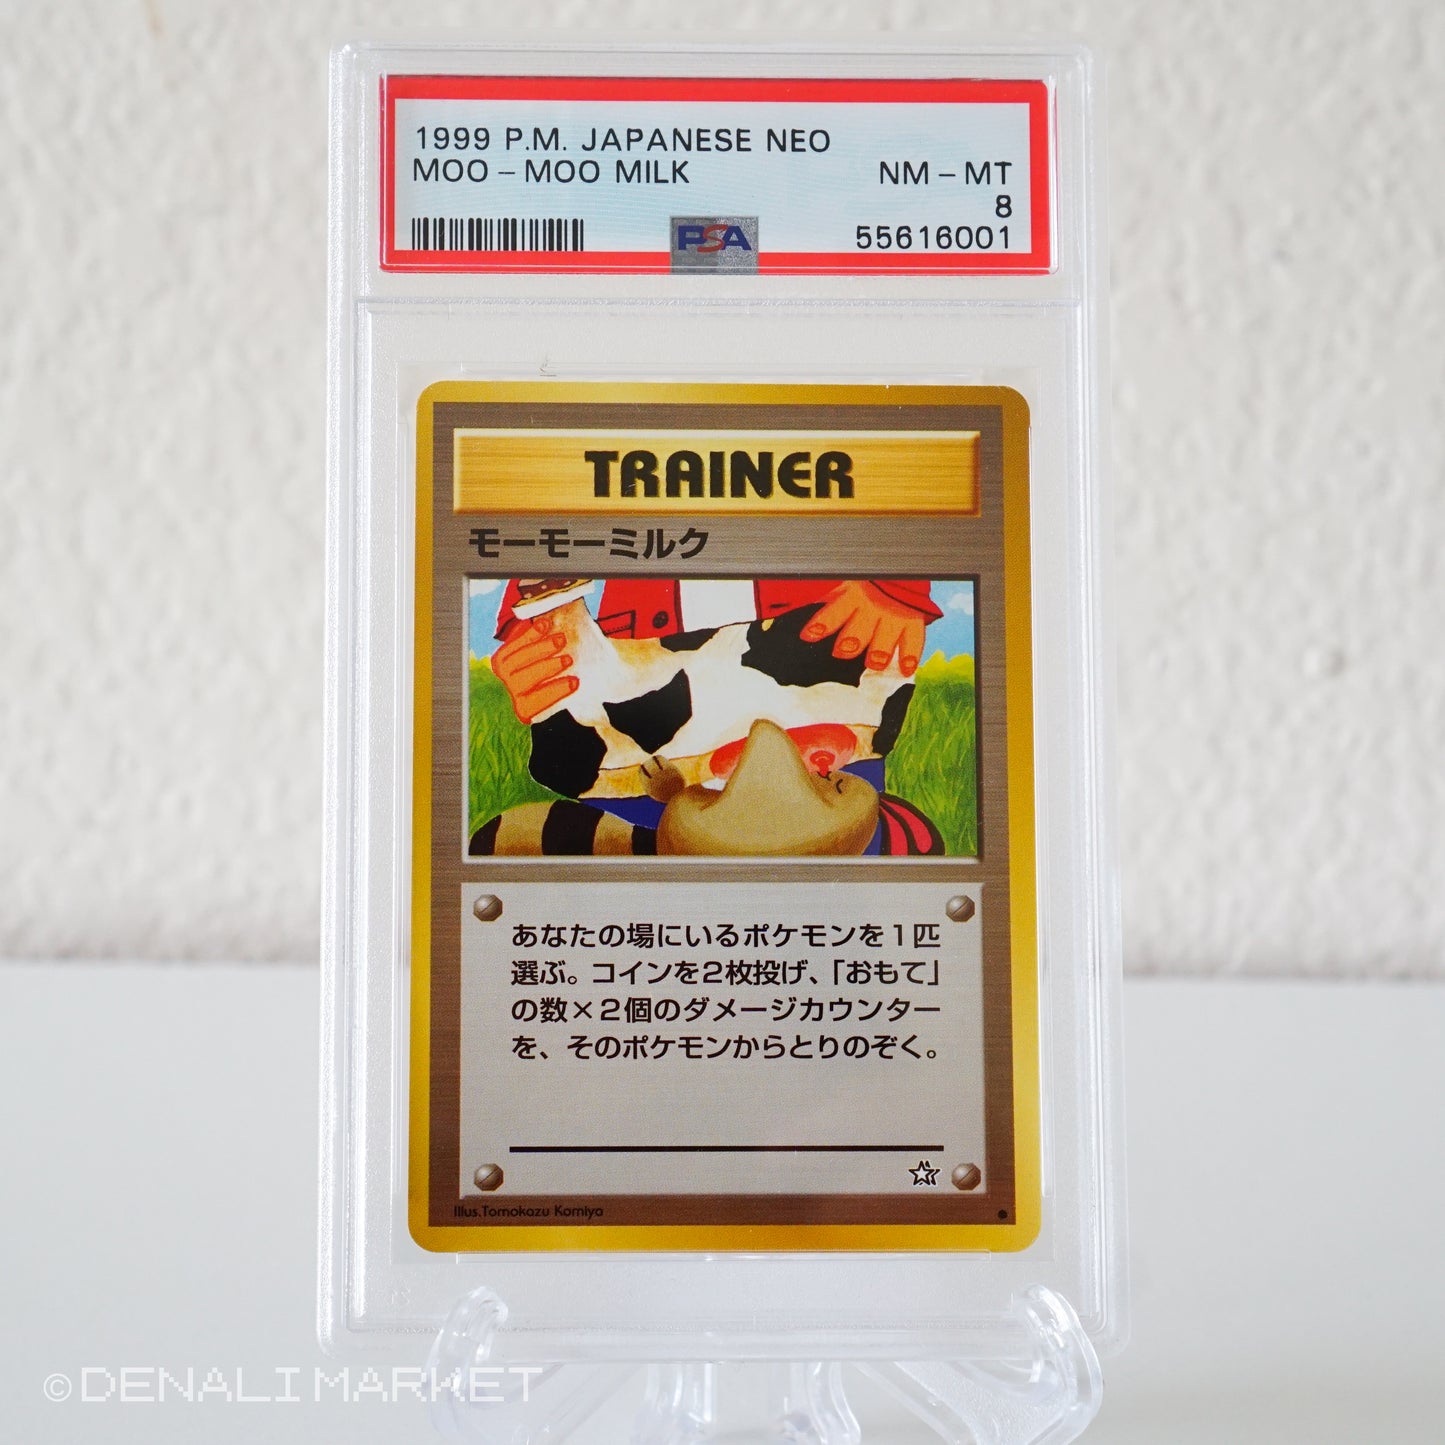 1999 P.M. JAPANESE NEO
MOO-MOO MILK
NM-MT
8
PSA
55616001
TRAINER
モーモーミルク
あなたの場にいるポケモンを1匹
選ぶ。コインを2枚投げ、「おもて」
の数×2個のダメージカウンター
を、そのポケモンからとりのぞく。
Illus.Tomokazu Komiya
©DENALI MARKET